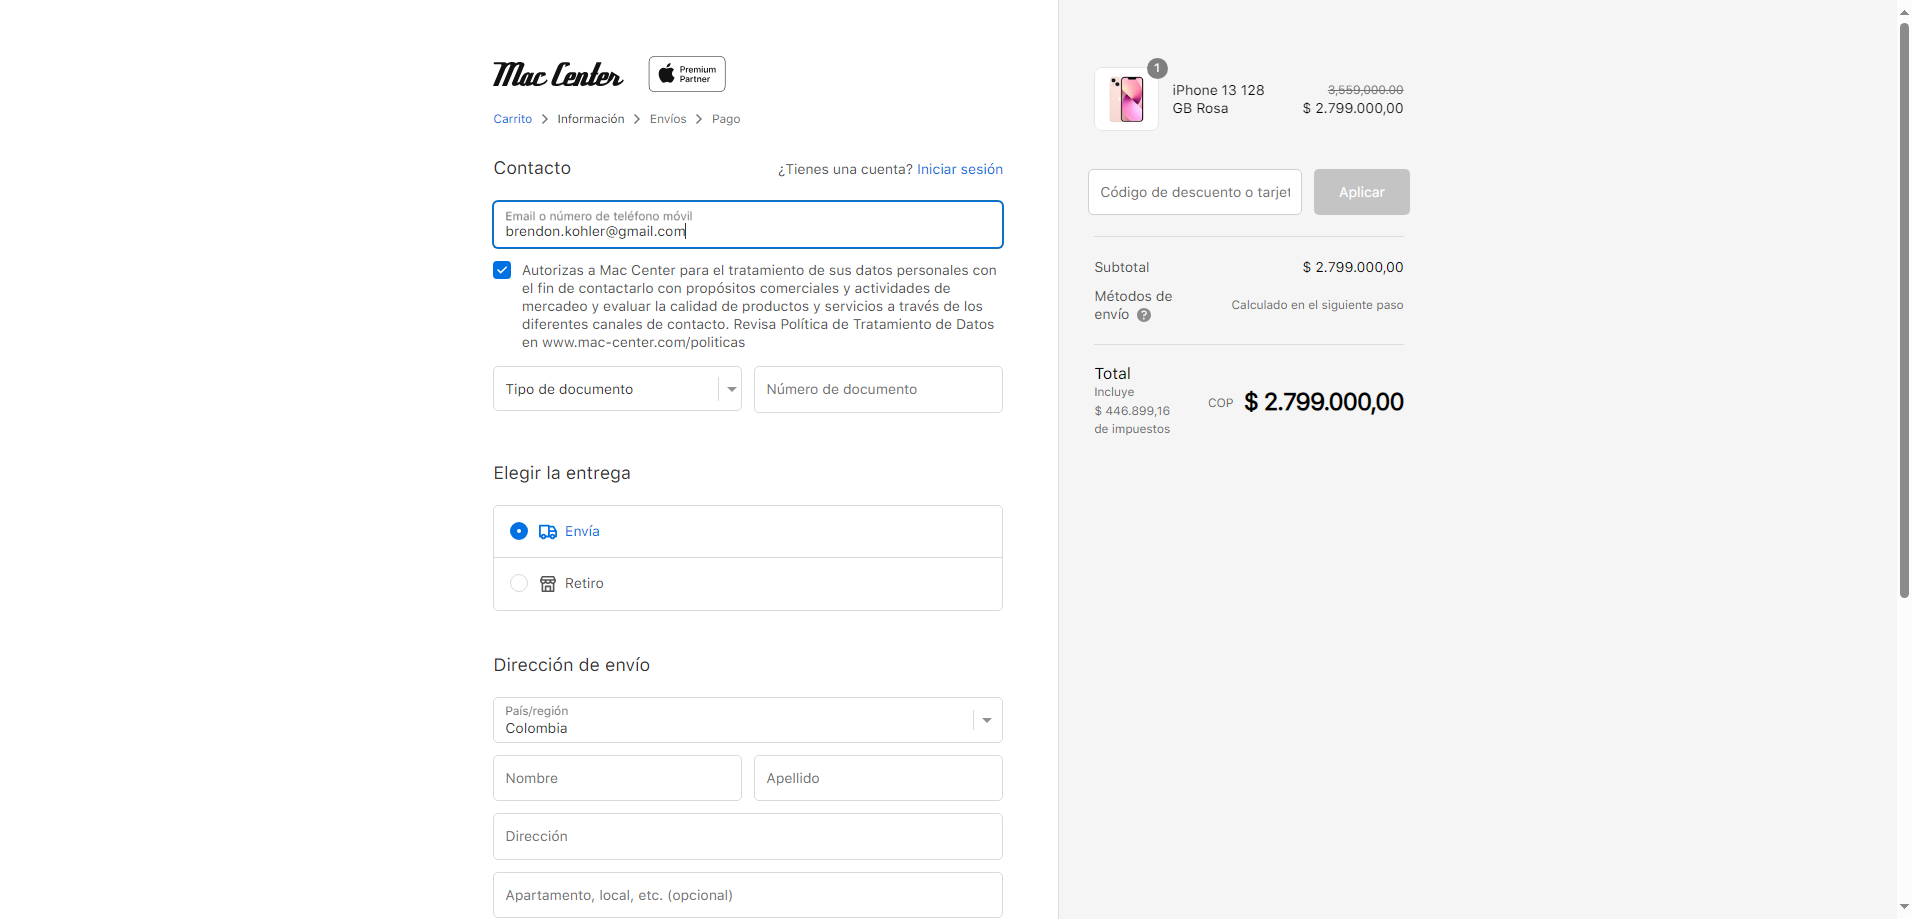 Mac Center
Premium
Partner
Carrito > Información > Envíos > Pago
Contacto
¿Tienes una cuenta? Iniciar sesión
Email o número de teléfono móvil
brendon.kohler@gmail.com
Autorizas a Mac Center para el tratamiento de sus datos personales con
el fin de contactarlo con propósitos comerciales y actividades de
mercadeo y evaluar la calidad de productos y servicios a través de los
diferentes canales de contacto. Revisa Política de Tratamiento de Datos
en www.mac-center.com/politicas
Tipo de documento
Número de documento
Elegir la entrega
Envía
Retiro
Dirección de envío
País/región
Colombia
Nombre
Apellido
Dirección
Apartamento, local, etc. (opcional)
1
iPhone 13 128
GB Rosa
3,559,000.00
$ 2.799.000,00
Código de descuento o tarjet
Aplicar
Subtotal
$ 2.799.000,00
Métodos de
envío ?
Calculado en el siguiente paso
Total
Incluye
$ 446.899,16
de impuestos
COP $ 2.799.000,00